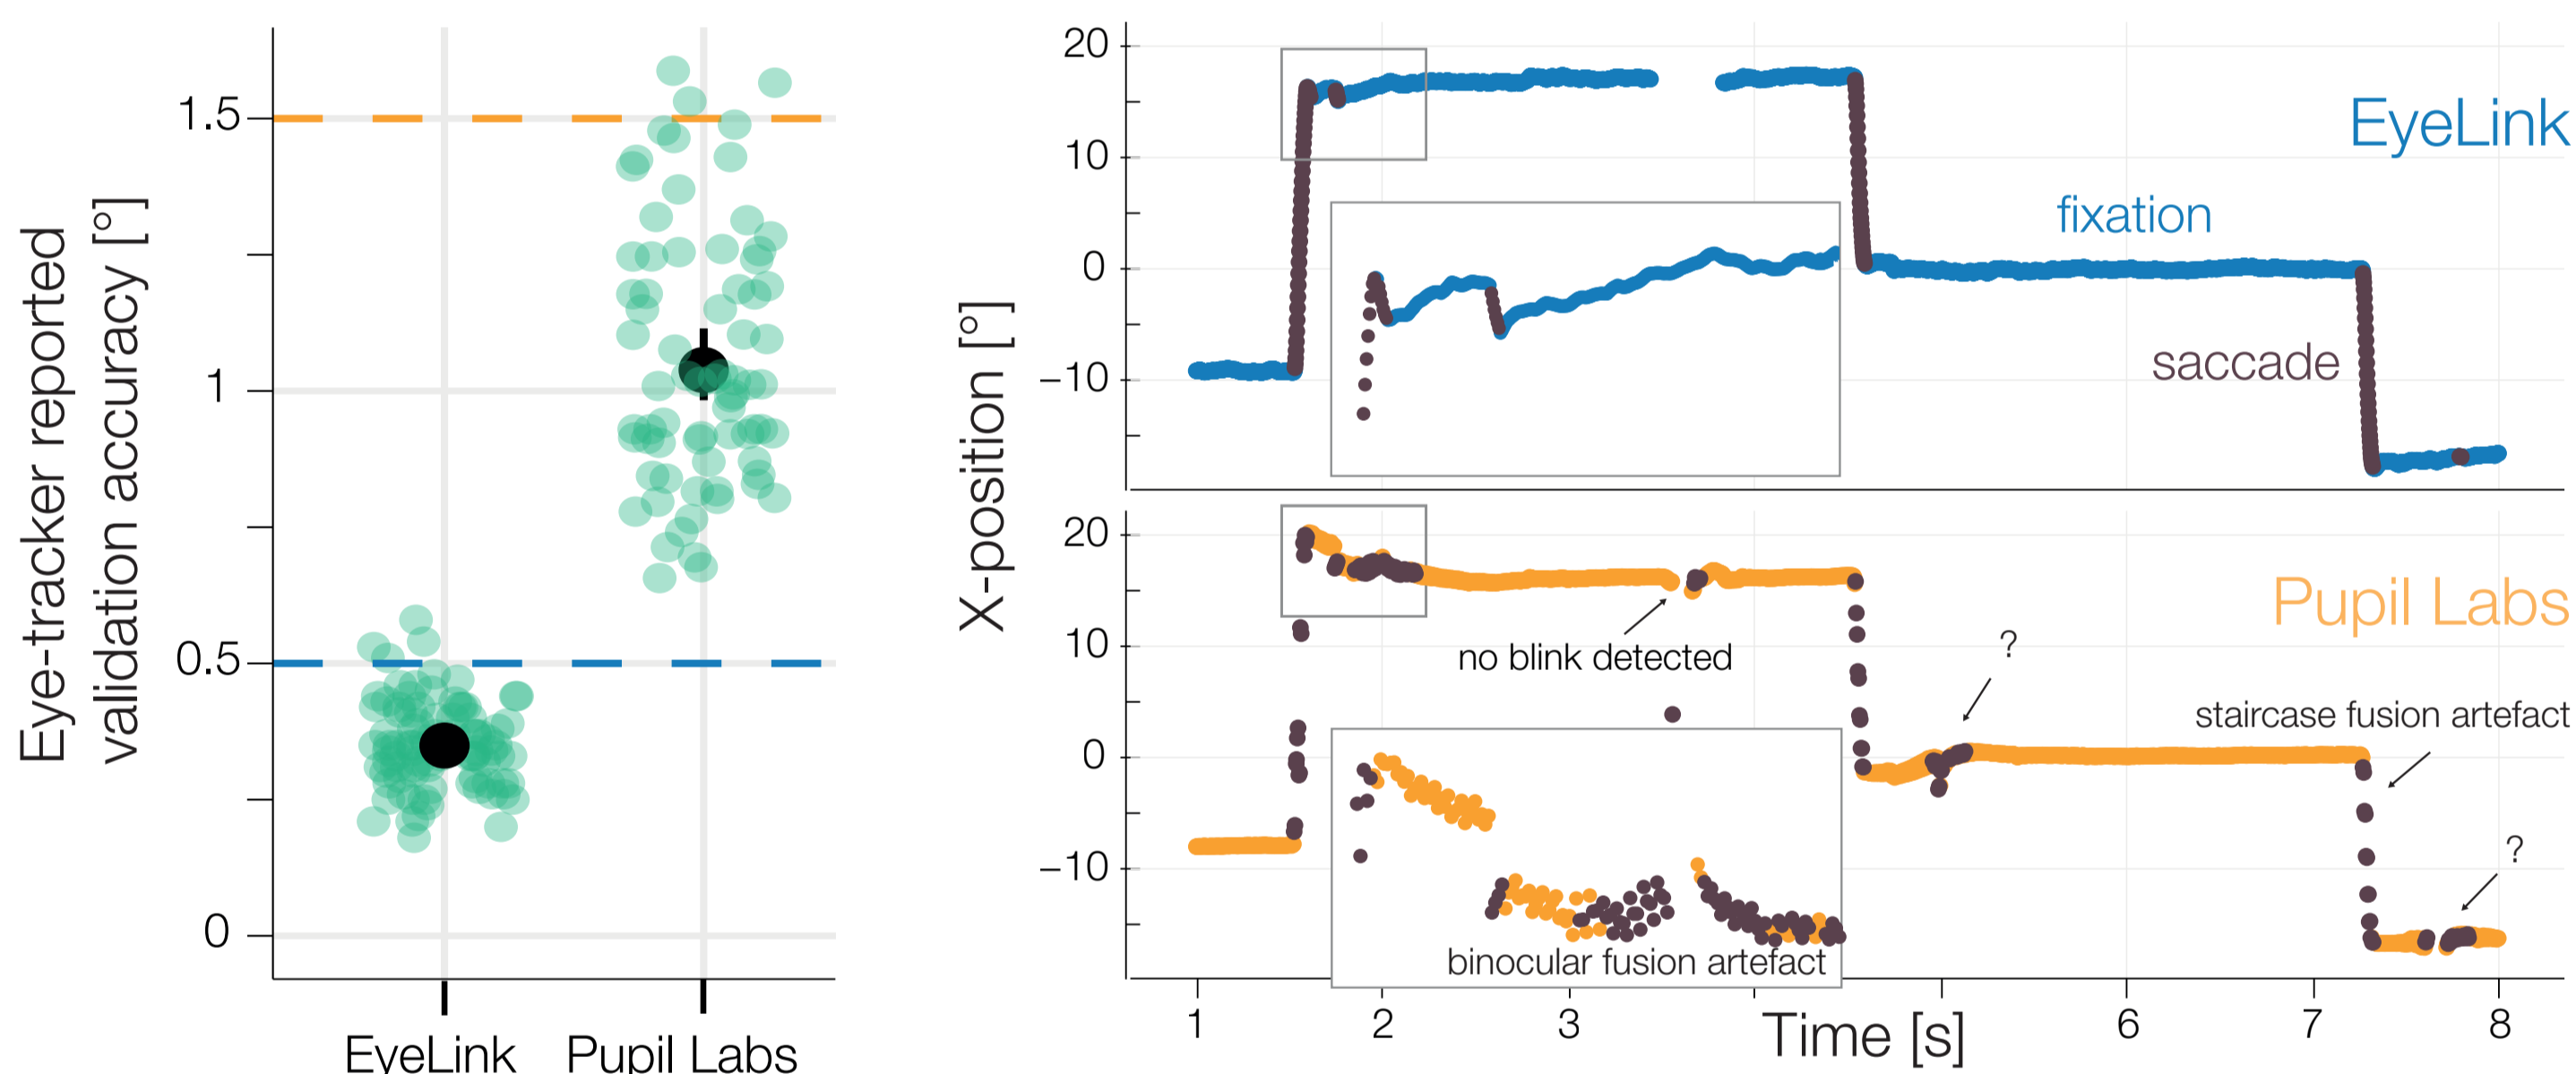 Eye-tracker reported
validation accuracy [°]
1.5
1
0.5
0
EyeLink
Pupil Labs
X-position [°]
20
10
0
−10
EyeLink
fixation
saccade
20
10
0
−10
Pupil Labs
no blink detected
?
staircase fusion artefact
?
binocular fusion artefact
1
2
3
Time [s]
6
7
8